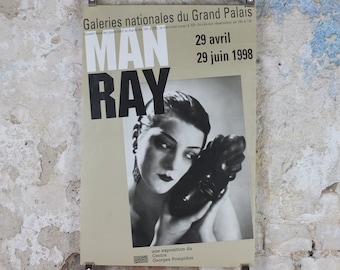 Galeries nationales du Grand Palais
MAN
RAY
29 avril
29 juin 1998
une exposition du
Centre
Georges Pompidou